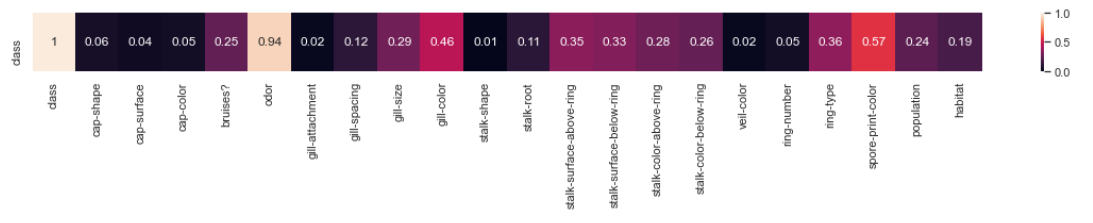 class
1 0.06 0.04 0.05 0.25 0.94 0.02 0.12 0.29 0.46 0.01 0.11 0.35 0.33 0.28 0.26 0.02 0.05 0.36 0.57 0.24 0.19
class
cap-shape
cap-surface
cap-color
bruises?
odor
gill-attachment
gill-spacing
gill-size
gill-color
stalk-shape
stalk-root
stalk-surface-above-ring
stalk-surface-below-ring
stalk-color-above-ring
stalk-color-below-ring
veil-color
ring-number
ring-type
spore-print-color
population
habitat
1.0
0.5
0.0